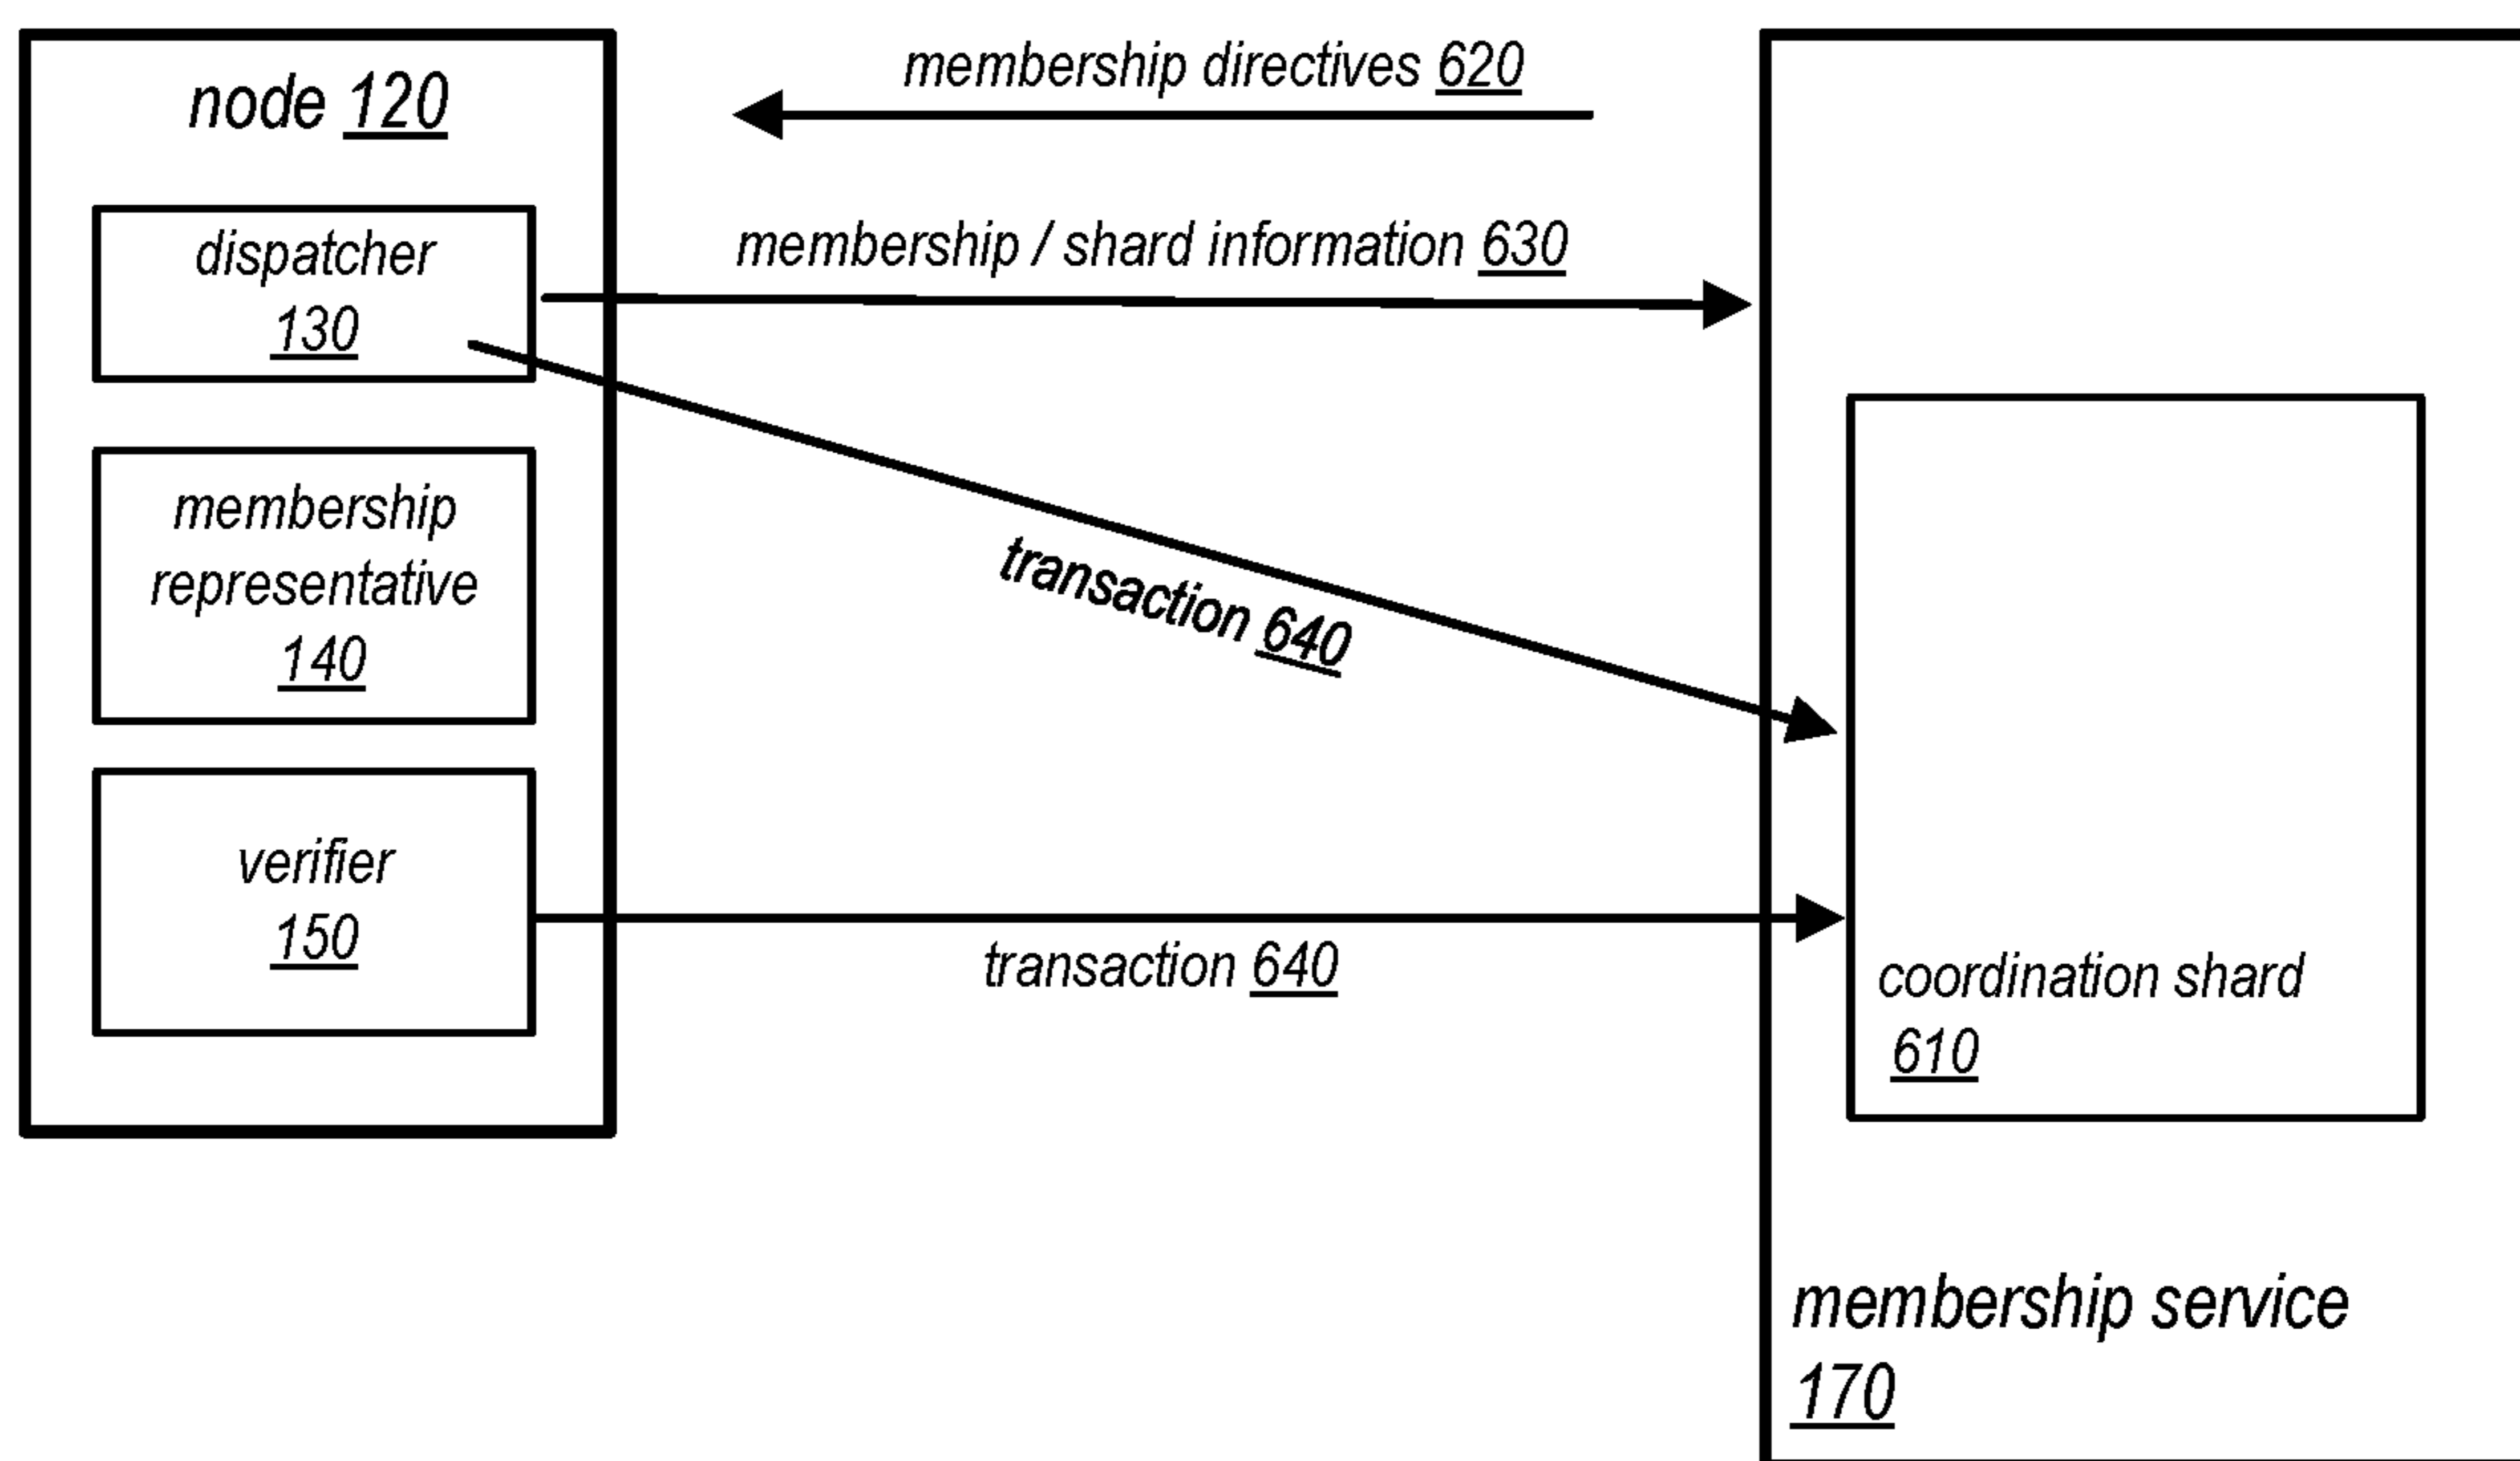 node 120
membership directives 620
dispatcher
130
membership / shard information 630
membership
representative
140
transaction 640
verifier
150
transaction 640
coordination shard
610
membership service
170